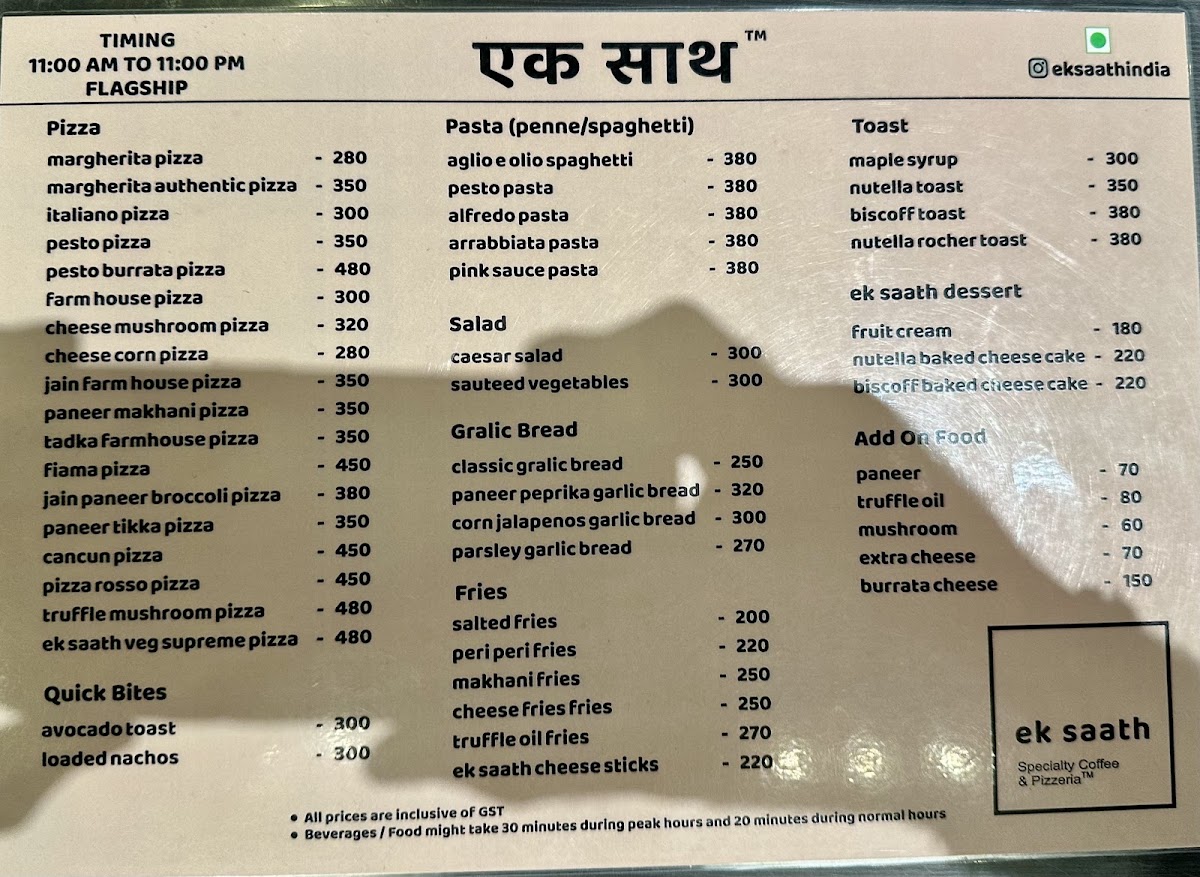 TIMING
11:00 AM TO 11:00 PM
FLAGSHIP
एक साथ™
eksaathindia
Pizza
margherita pizza - 280
margherita authentic pizza - 350
italiano pizza - 300
pesto pizza - 350
pesto burrata pizza - 480
farm house pizza - 300
cheese mushroom pizza - 320
cheese corn pizza - 280
jain farm house pizza - 350
paneer makhani pizza - 350
tadka farmhouse pizza - 350
fiama pizza - 450
jain paneer broccoli pizza - 380
paneer tikka pizza - 350
cancun pizza - 450
pizza rosso pizza - 450
truffle mushroom pizza - 480
ek saath veg supreme pizza - 480
Quick Bites
avocado toast - 300
loaded nachos - 300
Pasta (penne/spaghetti)
aglio e olio spaghetti - 380
pesto pasta - 380
alfredo pasta - 380
arrabbiata pasta - 380
pink sauce pasta - 380
Salad
caesar salad - 300
sauteed vegetables - 300
Gralic Bread
classic gralic bread - 250
paneer peprika garlic bread - 320
corn jalapenos garlic bread - 300
parsley garlic bread - 270
Fries
salted fries - 200
peri peri fries - 220
makhani fries - 250
cheese fries fries - 250
truffle oil fries - 270
ek saath cheese sticks - 220
Toast
maple syrup - 300
nutella toast - 350
biscoff toast - 380
nutella rocher toast - 380
ek saath dessert
fruit cream - 180
nutella baked cheese cake - 220
biscoff baked cheese cake - 220
Add On Food
paneer - 70
truffle oil - 80
mushroom - 60
extra cheese - 70
burrata cheese - 150
ek saath
Specialty Coffee
& Pizzeria™
• All prices are inclusive of GST
• Beverages / Food might take 30 minutes during peak hours and 20 minutes during normal hours